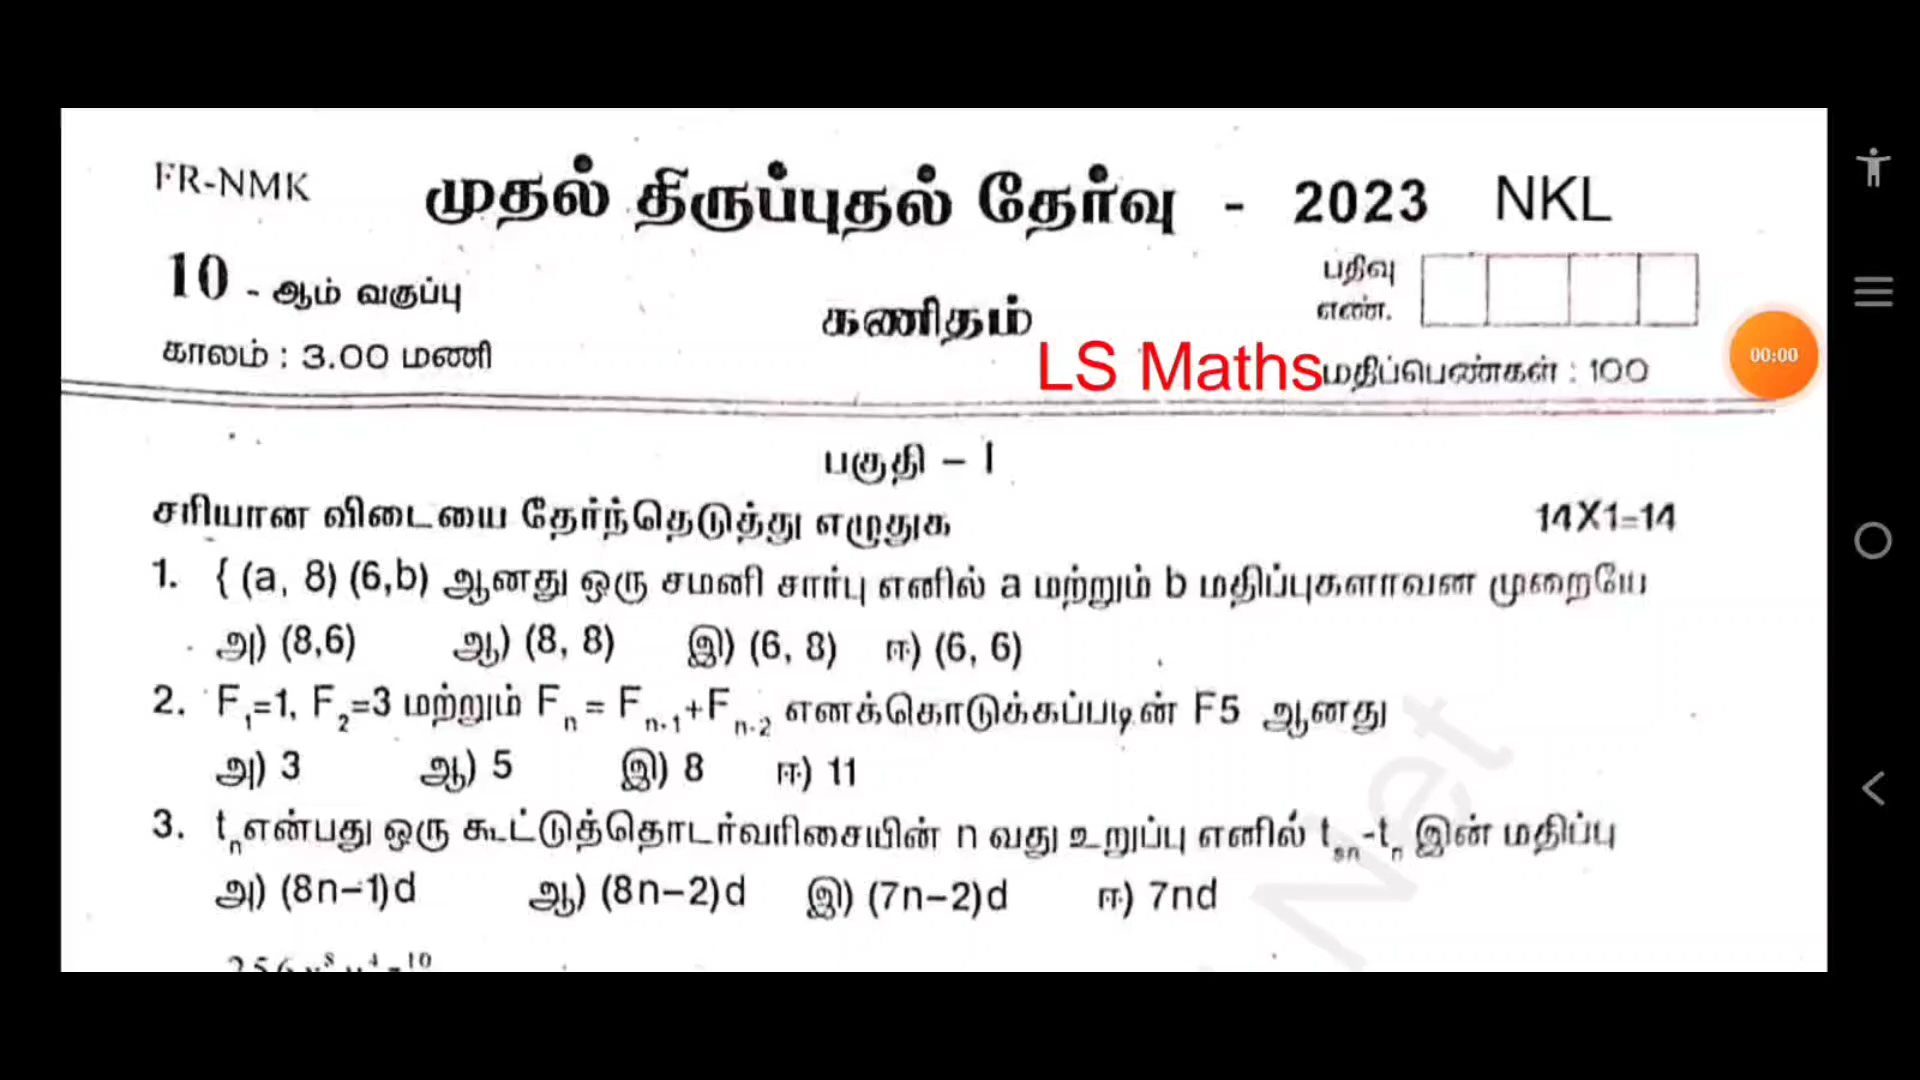 FR-NMK முதல் திருப்புதல் தேர்வு - 2023 NKL
10 - ஆம் வகுப்பு
பதிவு
எண்.
கணிதம்
காலம் : 3.00 மணி
LS Maths
மதிப்பெண்கள் : 100
00:00
பகுதி – I
சரியான விடையை தேர்ந்தெடுத்து எழுதுக 14X1=14
1. { (a, 8) (6,b) ஆனது ஒரு சமனி சார்பு எனில் a மற்றும் b மதிப்புகளாவன முறையே
அ) (8,6) ஆ) (8, 8) இ) (6, 8) ஈ) (6, 6)
2. F₁=1, F₂=3 மற்றும் Fₙ = Fₙ₋₁+Fₙ₋₂ எனக்கொடுக்கப்படின் F5 ஆனது
அ) 3 ஆ) 5 இ) 8 ஈ) 11
3. tₙஎன்பது ஒரு கூட்டுத்தொடர்வரிசையின் n வது உறுப்பு எனில் t₈ₙ-tₙ இன் மதிப்பு
அ) (8n–1)d ஆ) (8n–2)d இ) (7n–2)d ஈ) 7nd
Net